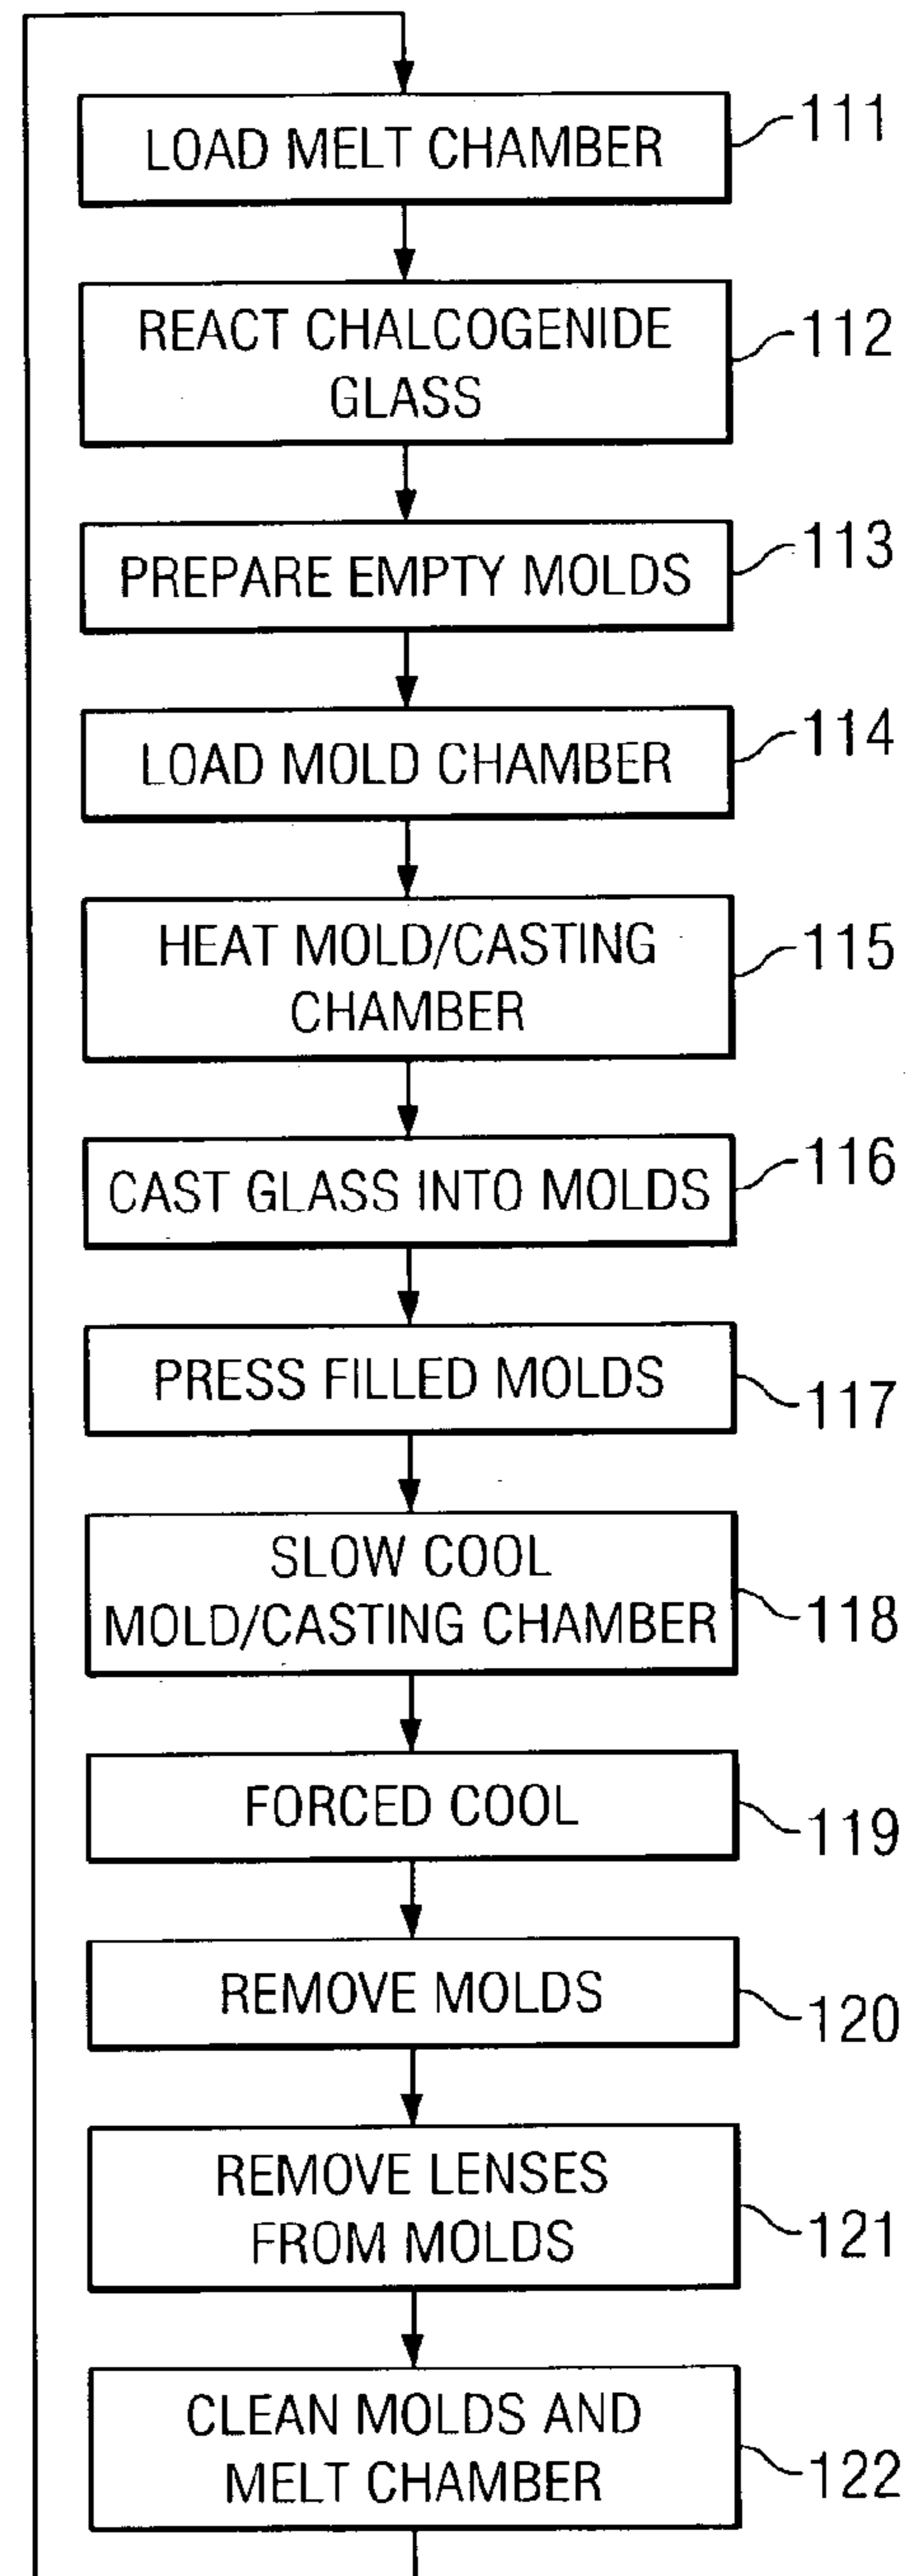 LOAD MELT CHAMBER
111
REACT CHALCOGENIDE
GLASS
112
PREPARE EMPTY MOLDS
113
LOAD MOLD CHAMBER
114
HEAT MOLD/CASTING
CHAMBER
115
CAST GLASS INTO MOLDS
116
PRESS FILLED MOLDS
117
SLOW COOL
MOLD/CASTING CHAMBER
118
FORCED COOL
119
REMOVE MOLDS
120
REMOVE LENSES
FROM MOLDS
121
CLEAN MOLDS AND
MELT CHAMBER
122